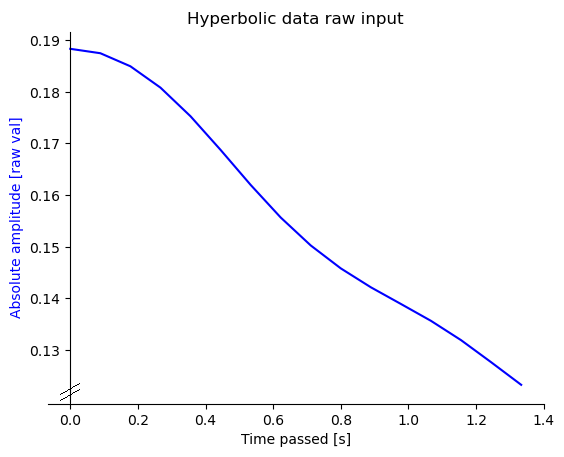 Hyperbolic data raw input
Absolute amplitude [raw val]
0.19
0.18
0.17
0.16
0.15
0.14
0.13
0.0 0.2 0.4 0.6 0.8 1.0 1.2 1.4
Time passed [s]